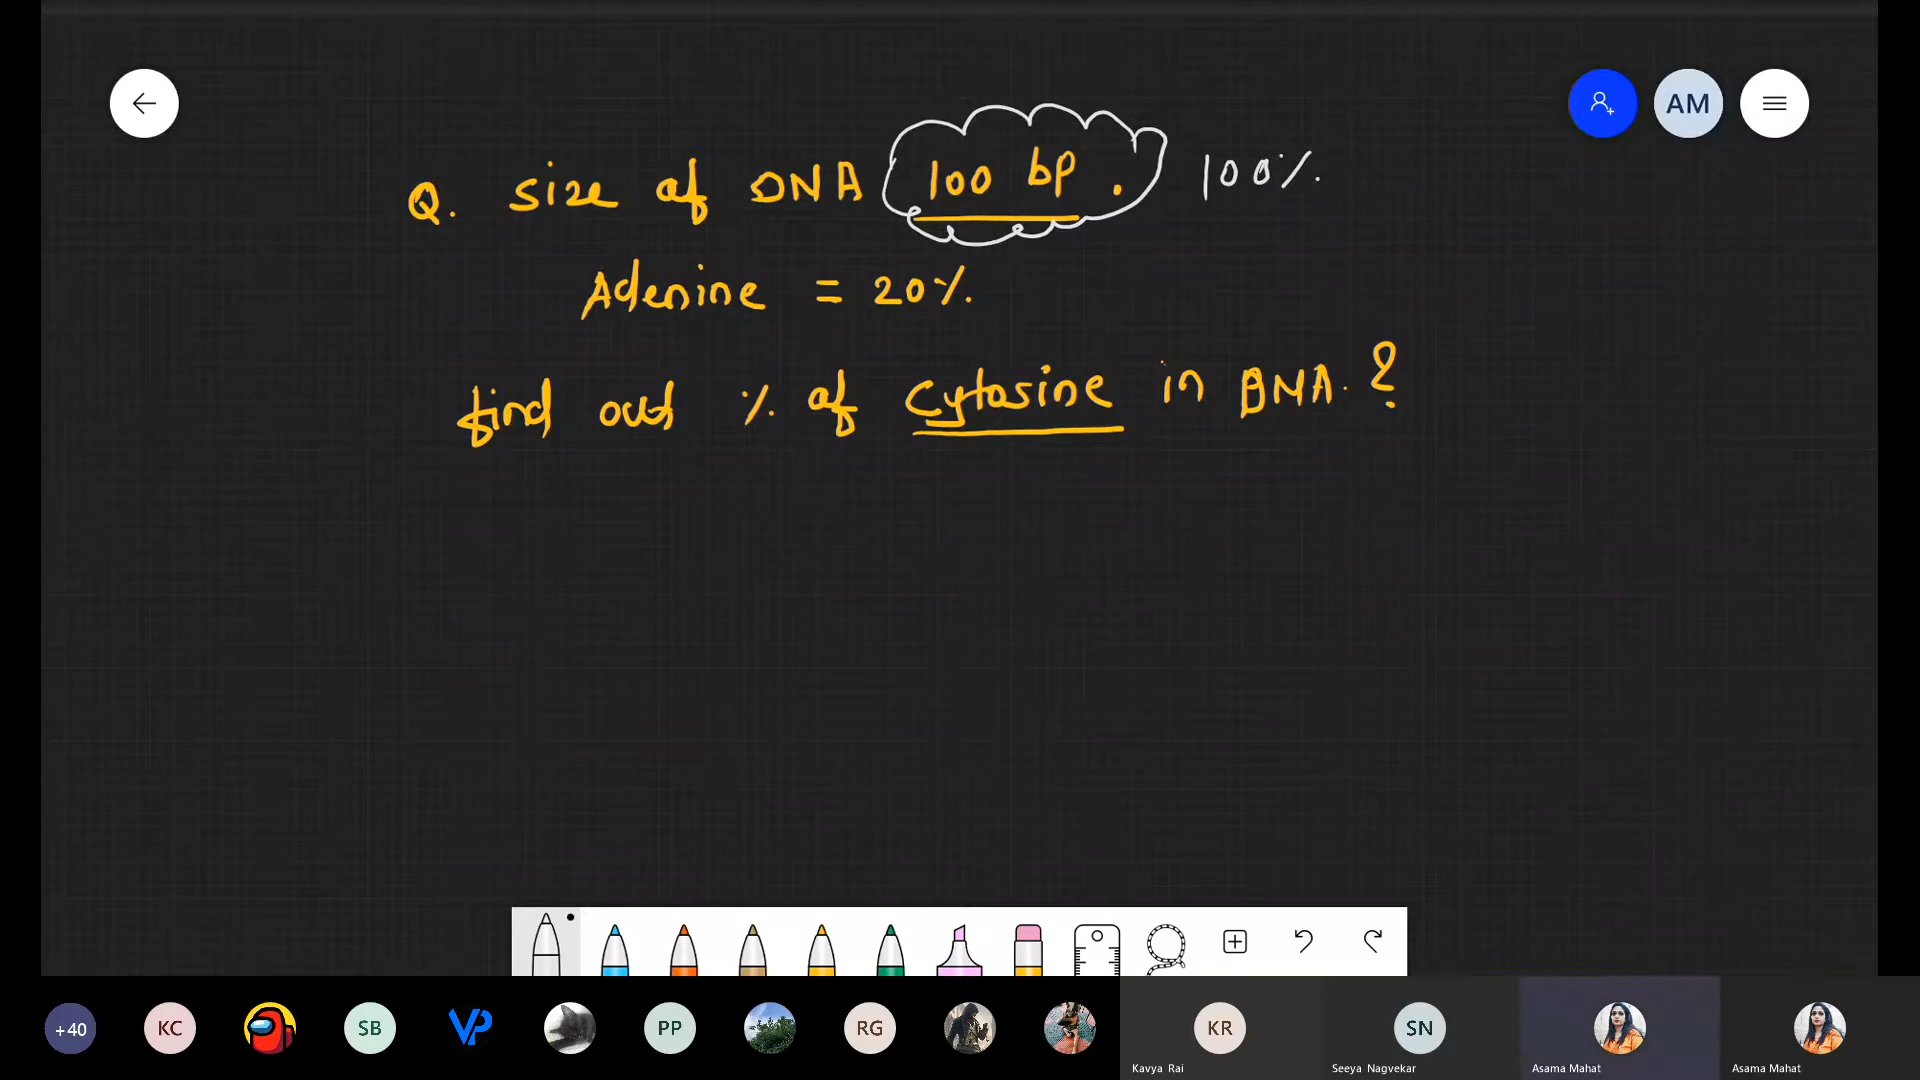 AM
Q. size of DNA 100 bp. 100%.
Adenine = 20%.
find out % of Cytosine in DNA. ?
+40 KC SB VP PP RG KR SN
Kavya Rai Seeya Nagvekar Asama Mahat Asama Mahat